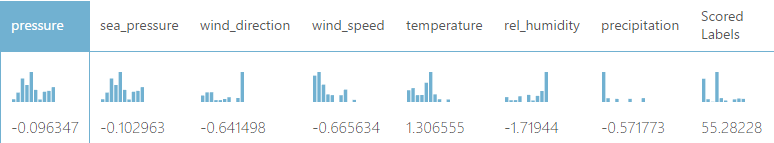 pressure sea_pressure wind_direction wind_speed temperature rel_humidity precipitation Scored Labels
-0.096347 -0.102963 -0.641498 -0.665634 1.306555 -1.71944 -0.571773 55.28228